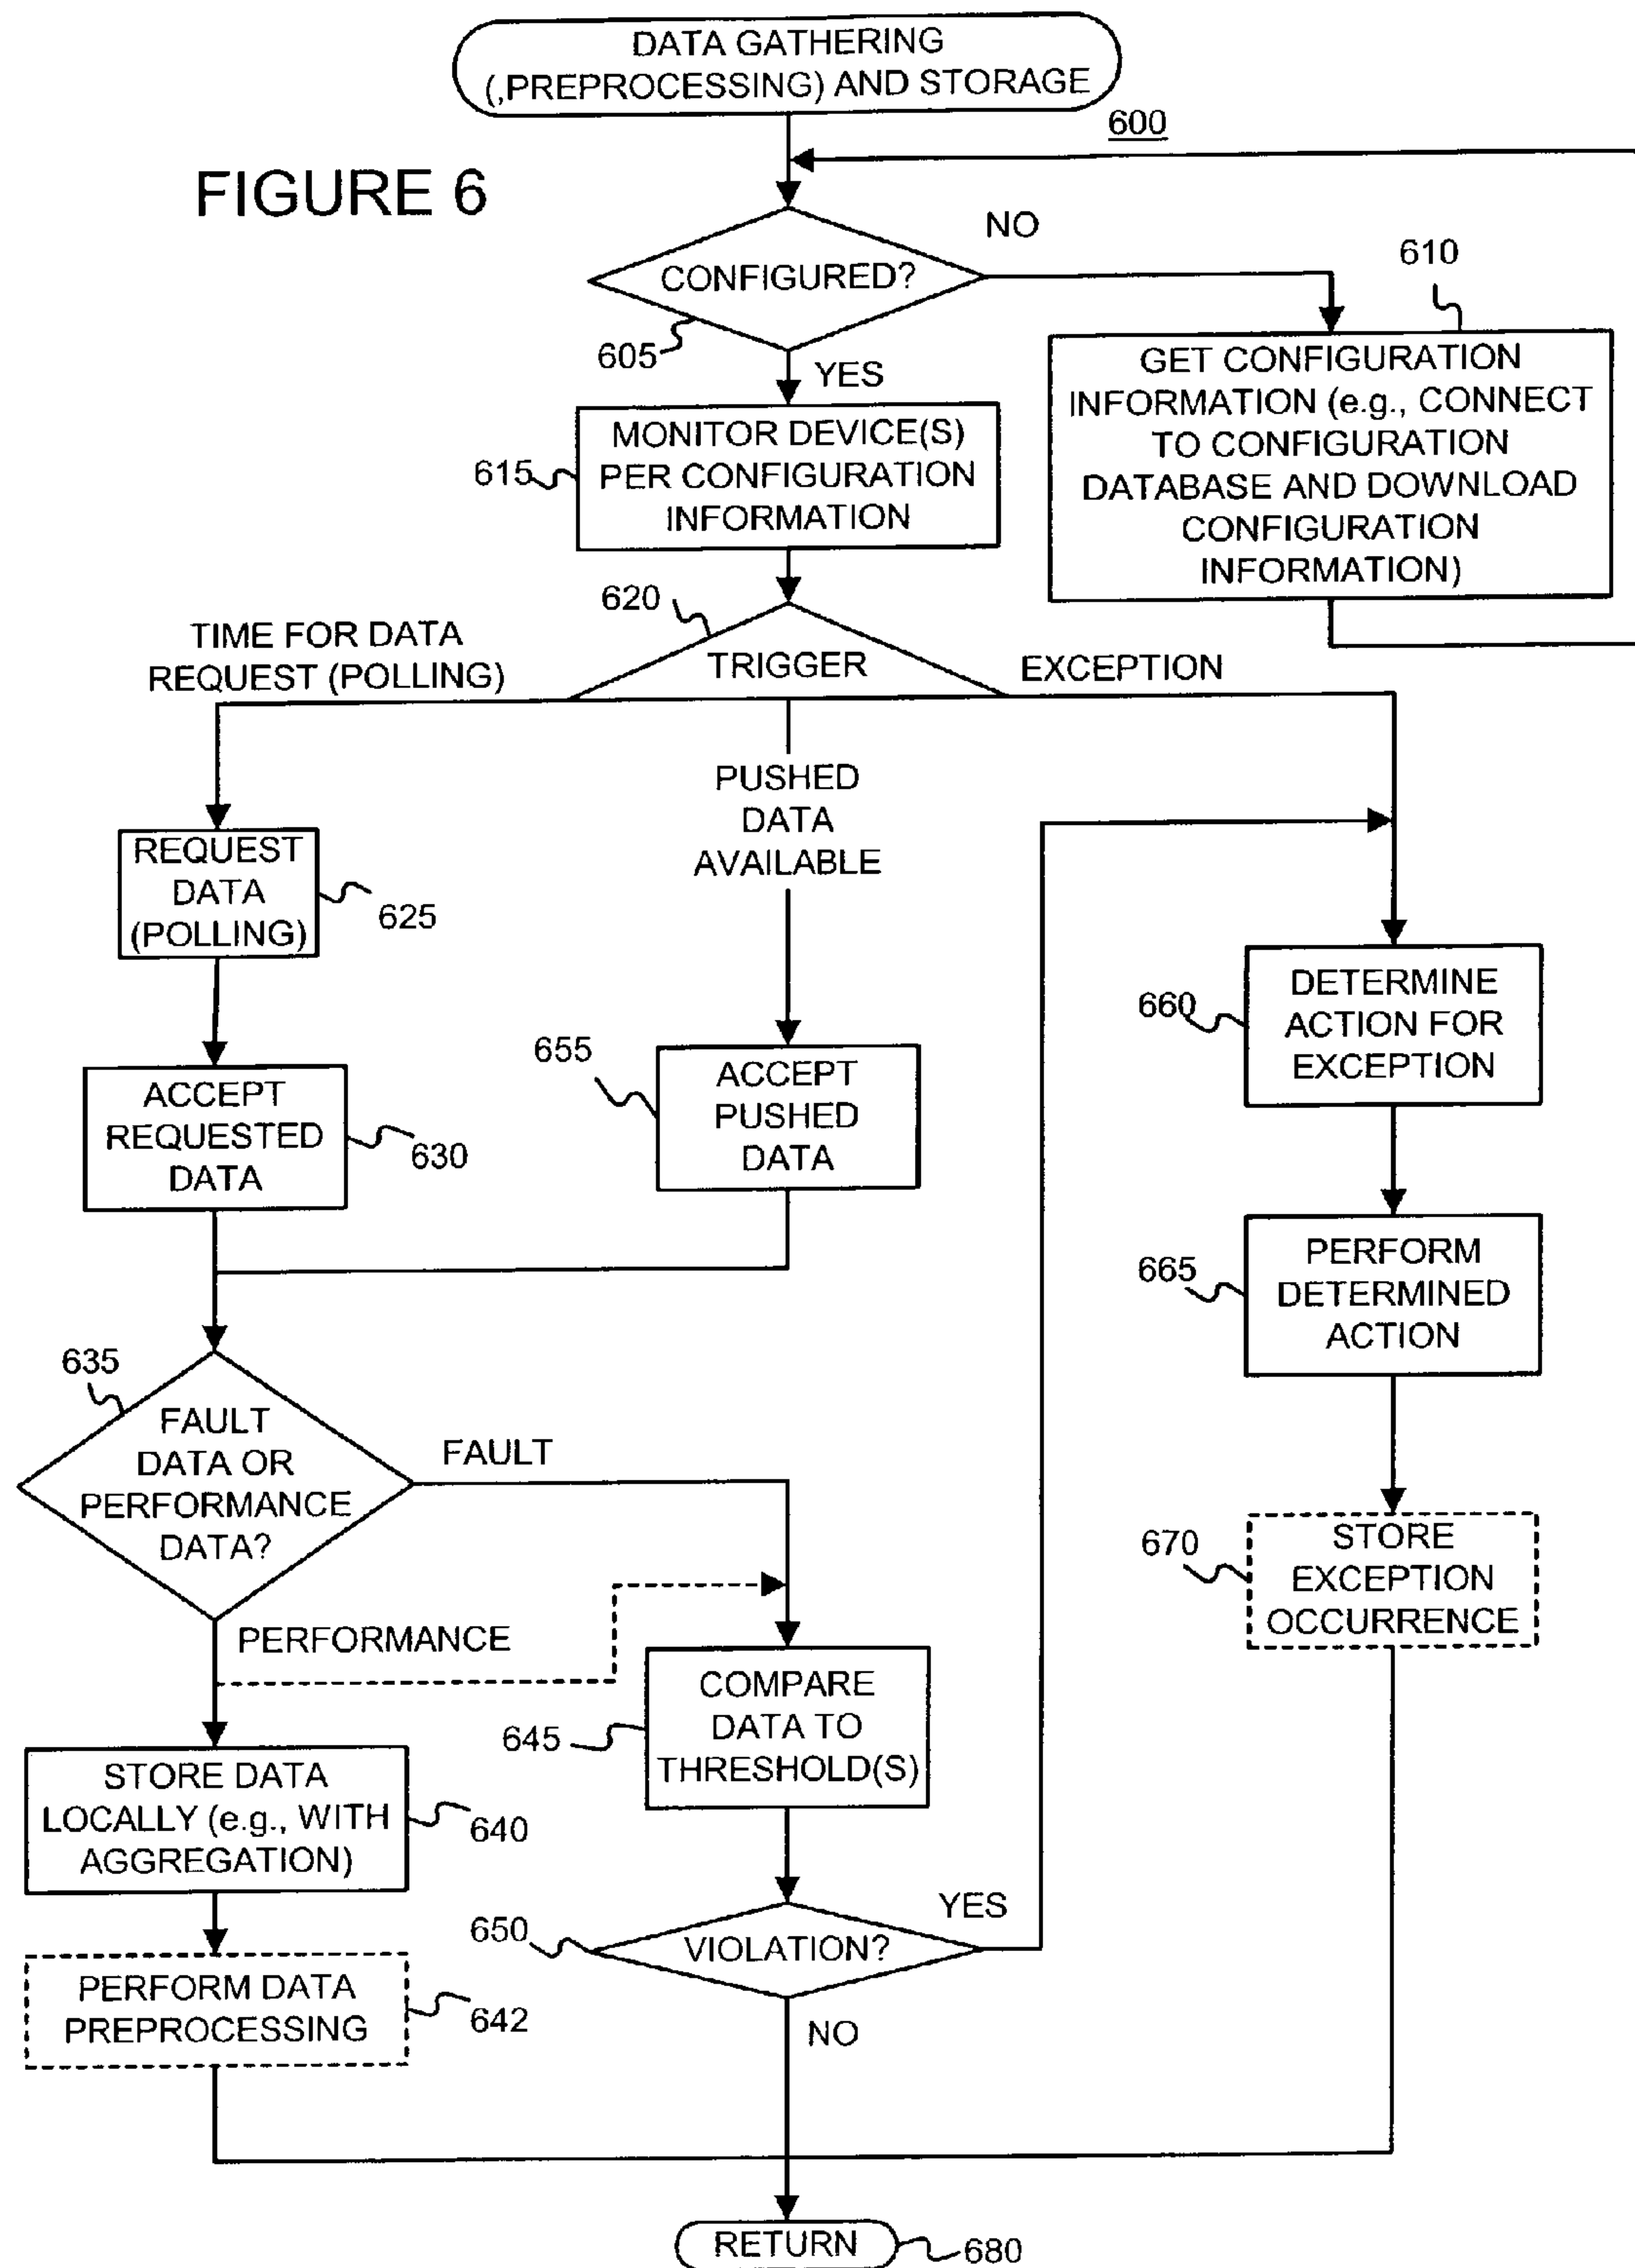 DATA GATHERING
(,PREPROCESSING) AND STORAGE
600
FIGURE 6
NO
CONFIGURED?
605
YES
610
GET CONFIGURATION
INFORMATION (e.g., CONNECT
TO CONFIGURATION
DATABASE AND DOWNLOAD
CONFIGURATION
INFORMATION)
MONITOR DEVICE(S)
PER CONFIGURATION
INFORMATION
615
620
TRIGGER
TIME FOR DATA
REQUEST (POLLING)
EXCEPTION
PUSHED
DATA
AVAILABLE
REQUEST
DATA
(POLLING)
625
ACCEPT
REQUESTED
DATA
630
655
ACCEPT
PUSHED
DATA
660
DETERMINE
ACTION FOR
EXCEPTION
665
PERFORM
DETERMINED
ACTION
670
STORE
EXCEPTION
OCCURRENCE
635
FAULT
DATA OR
PERFORMANCE
DATA?
FAULT
PERFORMANCE
STORE DATA
LOCALLY (e.g., WITH
AGGREGATION)
640
645
COMPARE
DATA TO
THRESHOLD(S)
PERFORM DATA
PREPROCESSING
642
650
VIOLATION?
YES
NO
RETURN
680